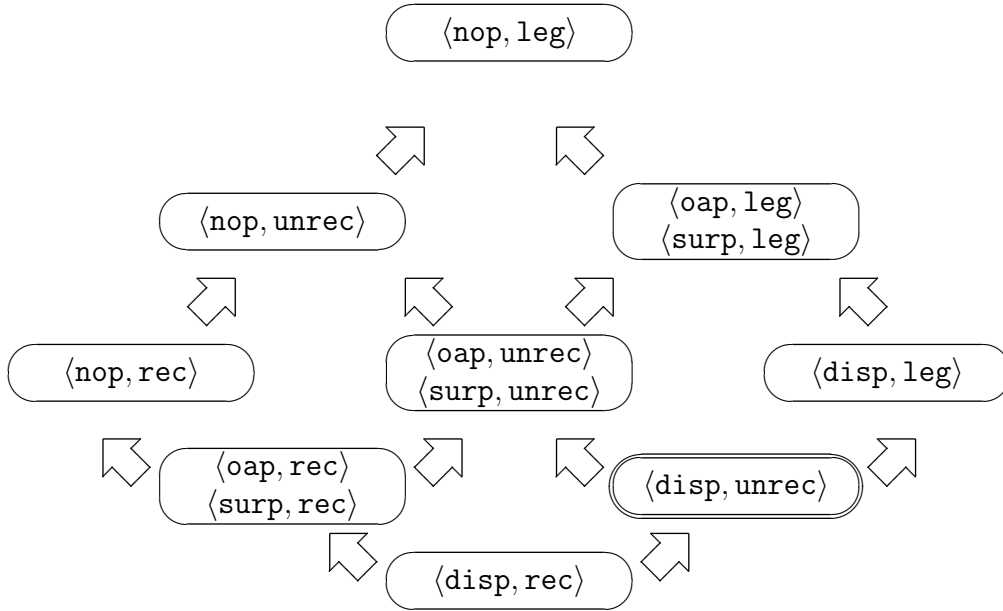 ⟨nop, leg⟩
⟨nop, unrec⟩
⟨oap, leg⟩
⟨surp, leg⟩
⟨nop, rec⟩
⟨oap, unrec⟩
⟨surp, unrec⟩
⟨disp, leg⟩
⟨oap, rec⟩
⟨surp, rec⟩
⟨disp, unrec⟩
⟨disp, rec⟩